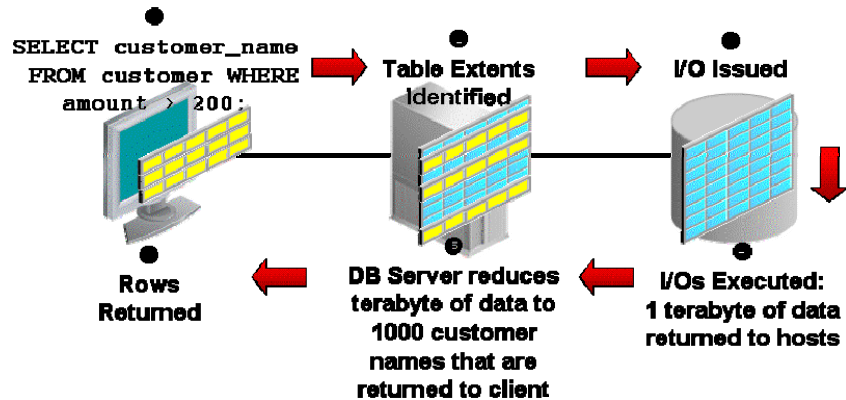 SELECT customer_name
FROM customer WHERE
amount > 200;
Table Extents
Identified
I/O Issued
I/Os Executed:
1 terabyte of data
returned to hosts
5
DB Server reduces
terabyte of data to
1000 customer
names that are
returned to client
Rows
Returned